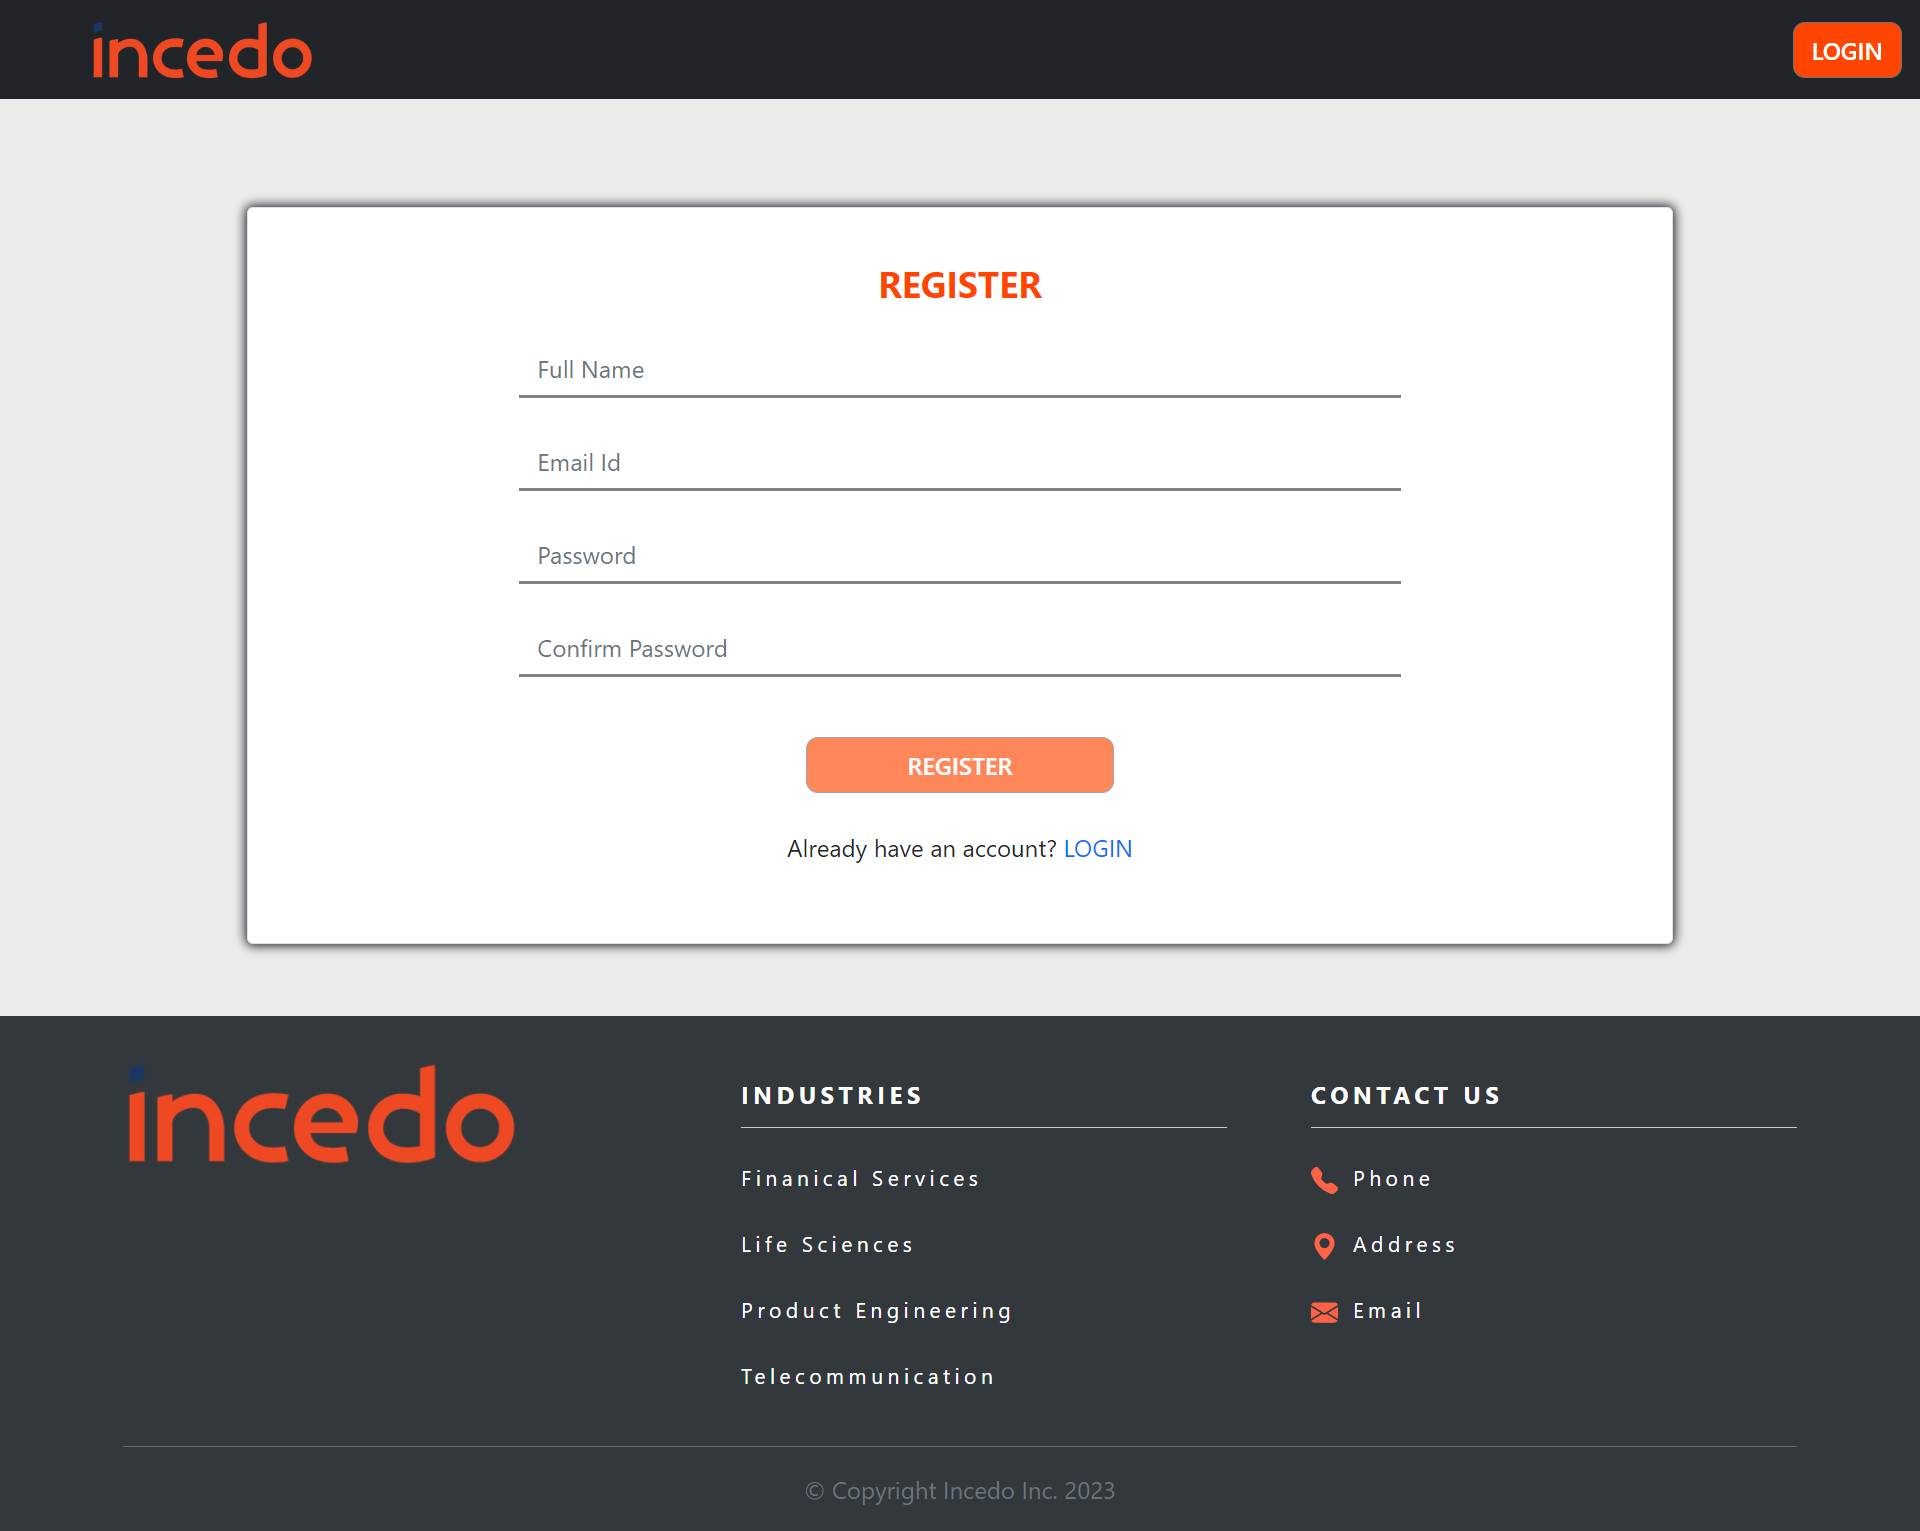 incedo
LOGIN
REGISTER
Full Name
Email Id
Password
Confirm Password
REGISTER
Already have an account? LOGIN
incedo
INDUSTRIES
Finanical Services
Life Sciences
Product Engineering
Telecommunication
CONTACT US
Phone
Address
Email
© Copyright Incedo Inc. 2023